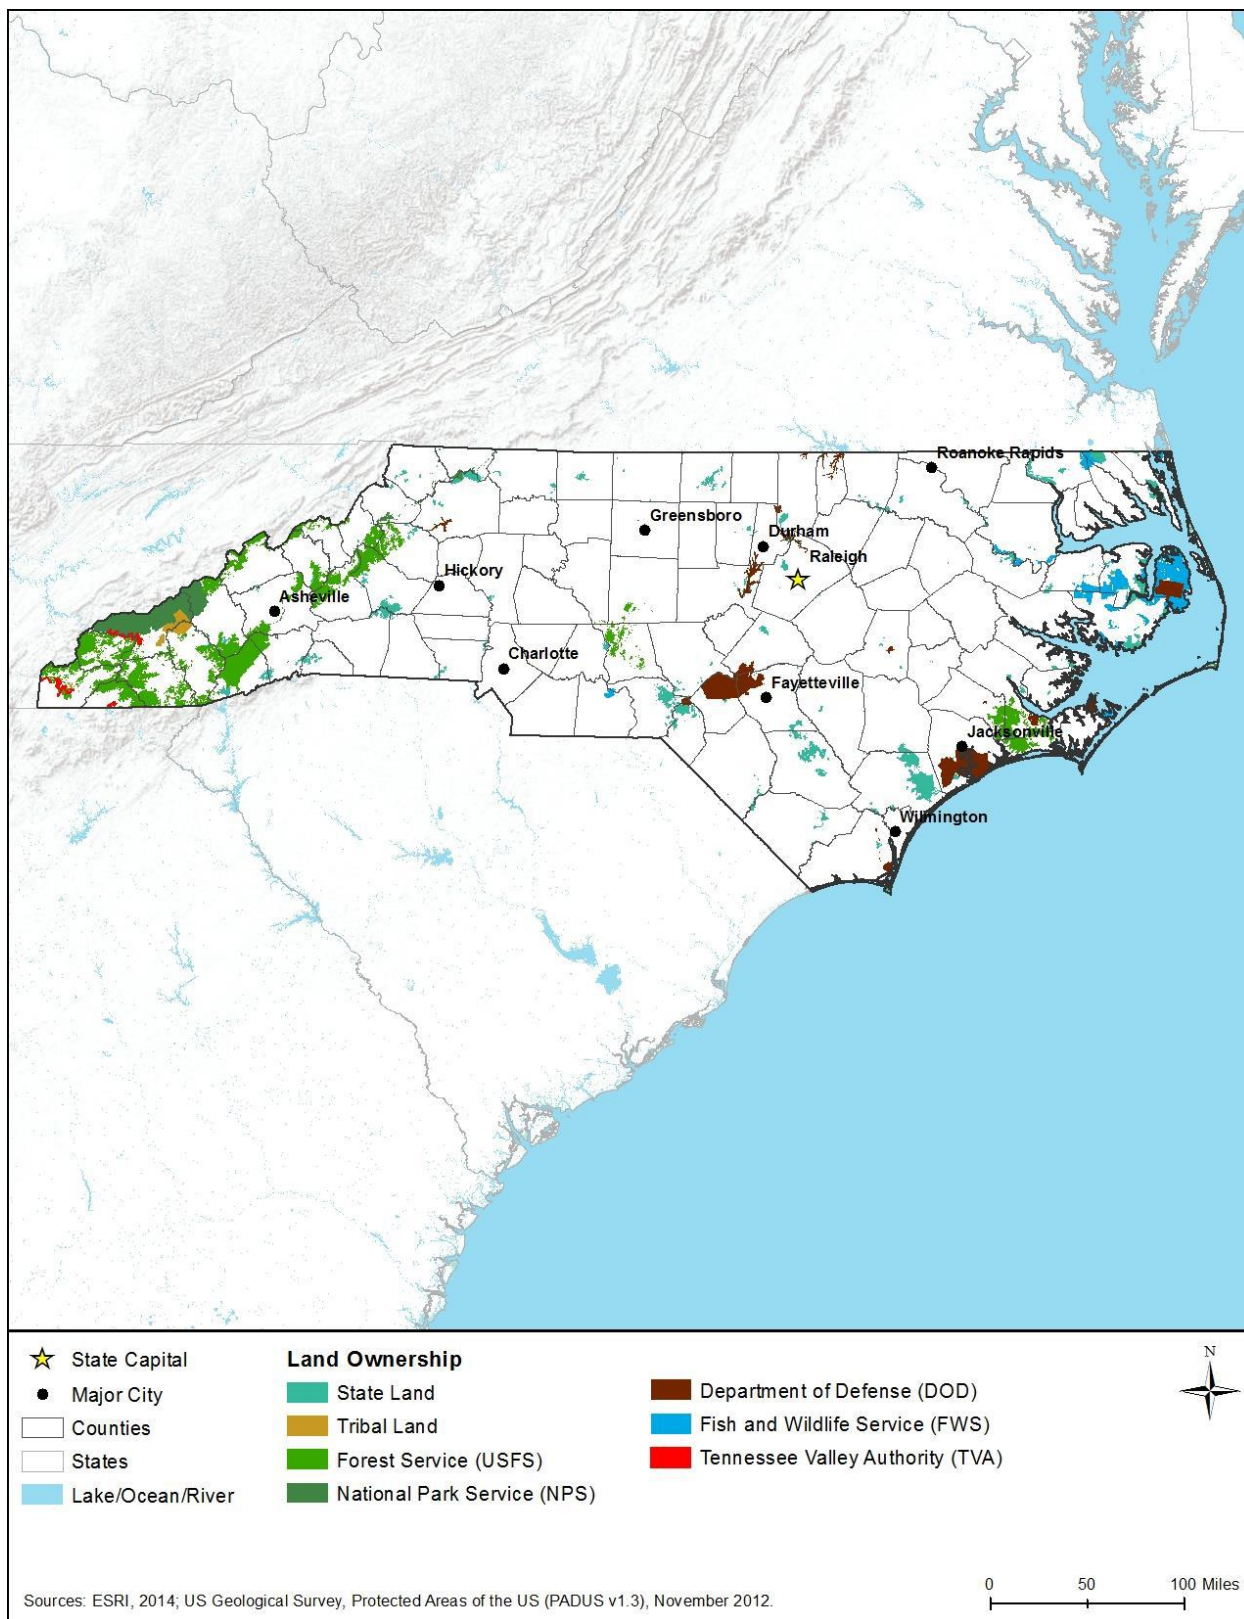 Roanoke Rapids
Greensboro
Durham
Raleigh
Hickory
Asheville
Charlotte
Fayetteville
Jacksonville
Wilmington
State Capital
Major City
Counties
States
Lake/Ocean/River
Land Ownership
State Land
Tribal Land
Forest Service (USFS)
National Park Service (NPS)
Department of Defense (DOD)
Fish and Wildlife Service (FWS)
Tennessee Valley Authority (TVA)
N
0 50 100 Miles
Sources: ESRI, 2014; US Geological Survey, Protected Areas of the US (PADUS v1.3), November 2012.